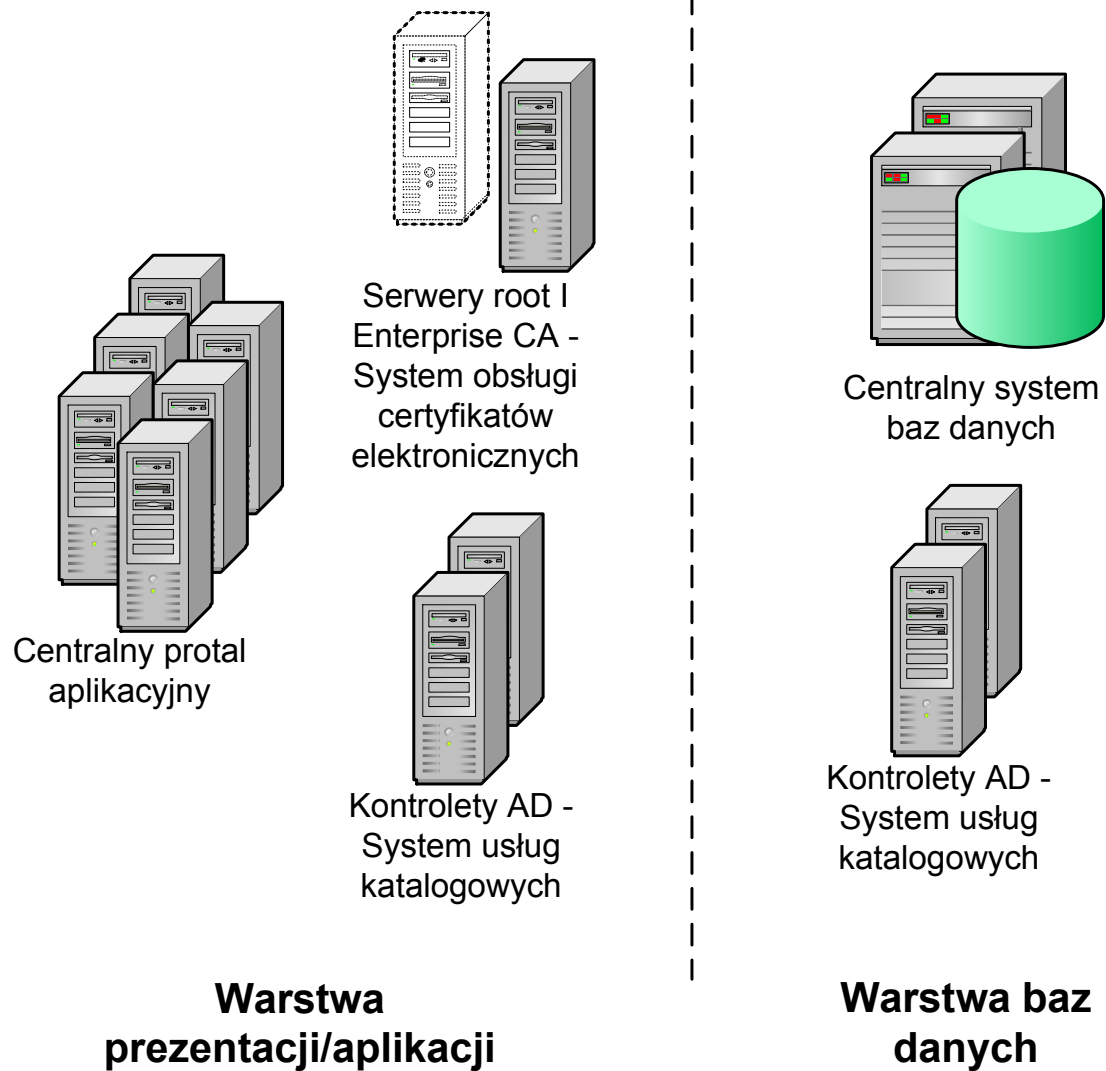 Serwery root I
Enterprise CA -
System obsługi
certyfikatów
elektronicznych
Centralny system
baz danych
Centralny protal
aplikacyjny
Kontrolety AD -
System usług
katalogowych
Kontrolety AD -
System usług
katalogowych
Warstwa
prezentacji/aplikacji
Warstwa baz
danych